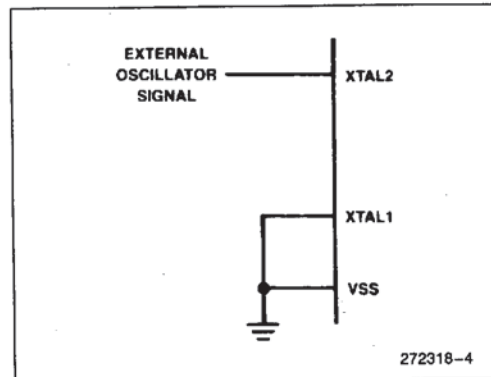 EXTERNAL
OSCILLATOR
SIGNAL
XTAL2
XTAL1
VSS
272318-4